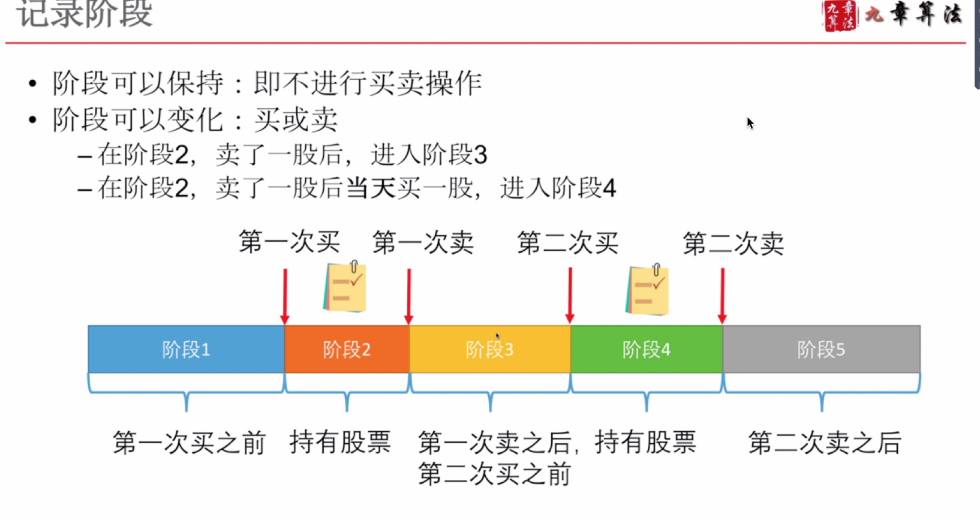 记录阶段
九章算法 九章算法
• 阶段可以保持：即不进行买卖操作
• 阶段可以变化：买或卖
– 在阶段2，卖了一股后，进入阶段3
– 在阶段2，卖了一股后当天买一股，进入阶段4
第一次买 第一次卖 第二次买 第二次卖
阶段1 阶段2 阶段3 阶段4 阶段5
第一次买之前 持有股票 第一次卖之后， 持有股票 第二次卖之后
第二次买之前